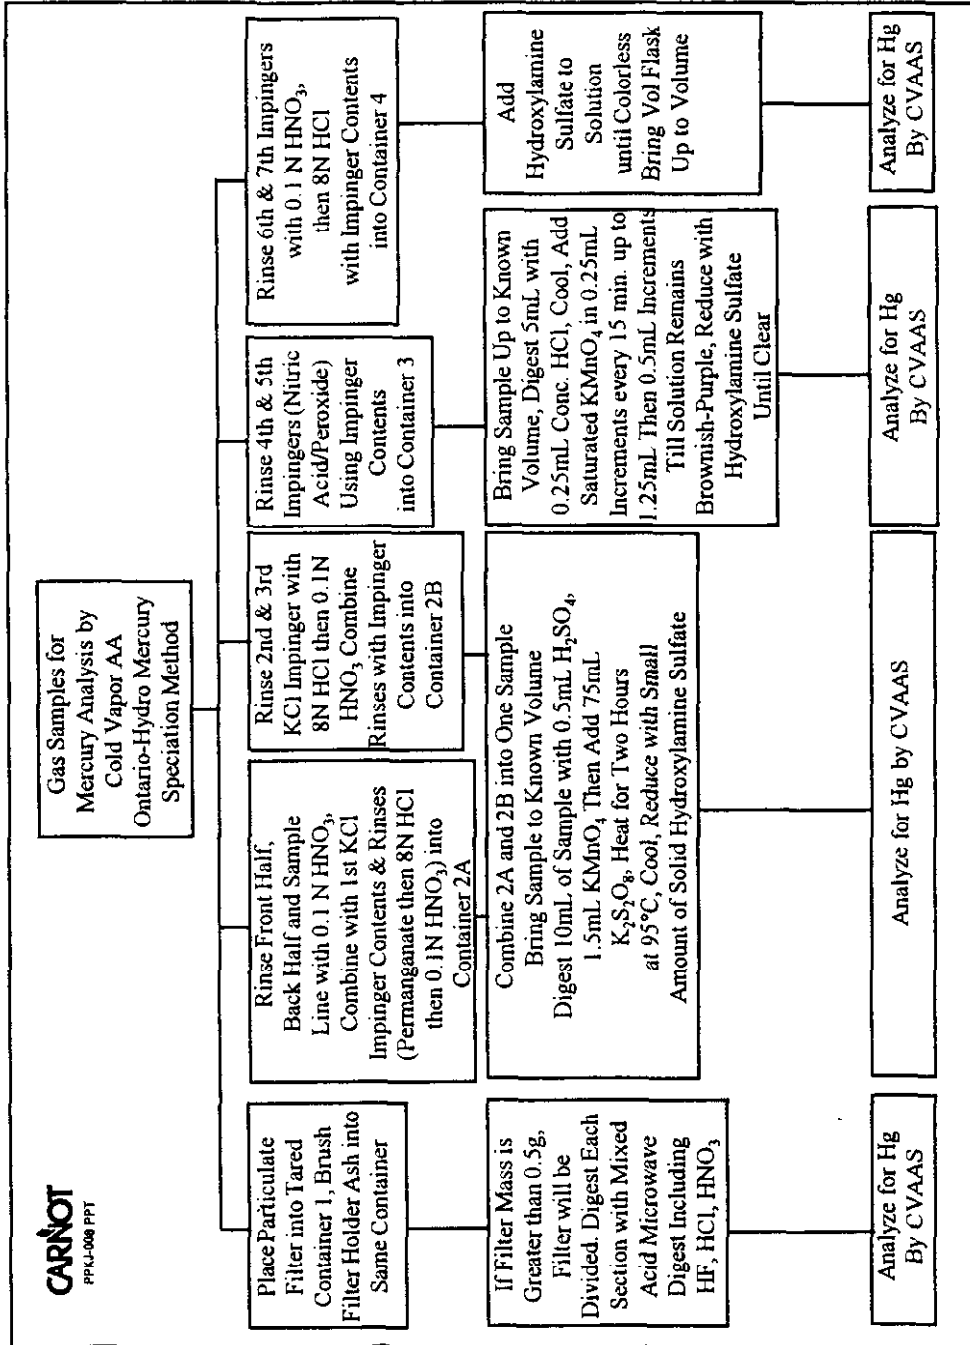 CARNOT
PPKJ-008 PPT
Gas Samples for
Mercury Analysis by
Cold Vapor AA
Ontario-Hydro Mercury
Speciation Method
Place Particulate
Filter into Tared
Container 1, Brush
Filter Holder Ash into
Same Container
Rinse Front Half,
Back Half and Sample
Line with 0.1 N HNO₃,
Combine with 1st KCl
Impinger Contents & Rinses
(Permanganate then 8N HCl
then 0.1N HNO₃) into
Container 2A
Rinse 2nd & 3rd
KCl Impinger with
8N HCl then 0.1N
HNO₃ Combine
Rinses with Impinger
Contents into
Container 2B
Rinse 4th & 5th
Impingers (Nitric
Acid/Peroxide)
Using Impinger
Contents
into Container 3
Rinse 6th & 7th Impingers
with 0.1 N HNO₃,
then 8N HCl
with Impinger Contents
into Container 4
If Filter Mass is
Greater than 0.5g,
Filter will be
Divided. Digest Each
Section with Mixed
Acid Microwave
Digest Including
HF, HCl, HNO₃
Combine 2A and 2B into One Sample
Bring Sample to Known Volume
Digest 10mL of Sample with 0.5mL H₂SO₄,
1.5mL KMnO₄ Then Add 75mL
K₂S₂O₈, Heat for Two Hours
at 95°C, Cool, Reduce with Small
Amount of Solid Hydroxylamine Sulfate
Bring Sample Up to Known
Volume, Digest 5mL with
0.25mL Conc. HCl, Cool, Add
Saturated KMnO₄ in 0.25mL
Increments every 15 min. up to
1.25mL Then 0.5mL Increments
Till Solution Remains
Brownish-Purple, Reduce with
Hydroxylamine Sulfate
Until Clear
Add
Hydroxylamine
Sulfate to
Solution
until Colorless
Bring Vol Flask
Up to Volume
Analyze for Hg
By CVAAS
Analyze for Hg by CVAAS
Analyze for Hg
By CVAAS
Analyze for Hg
By CVAAS